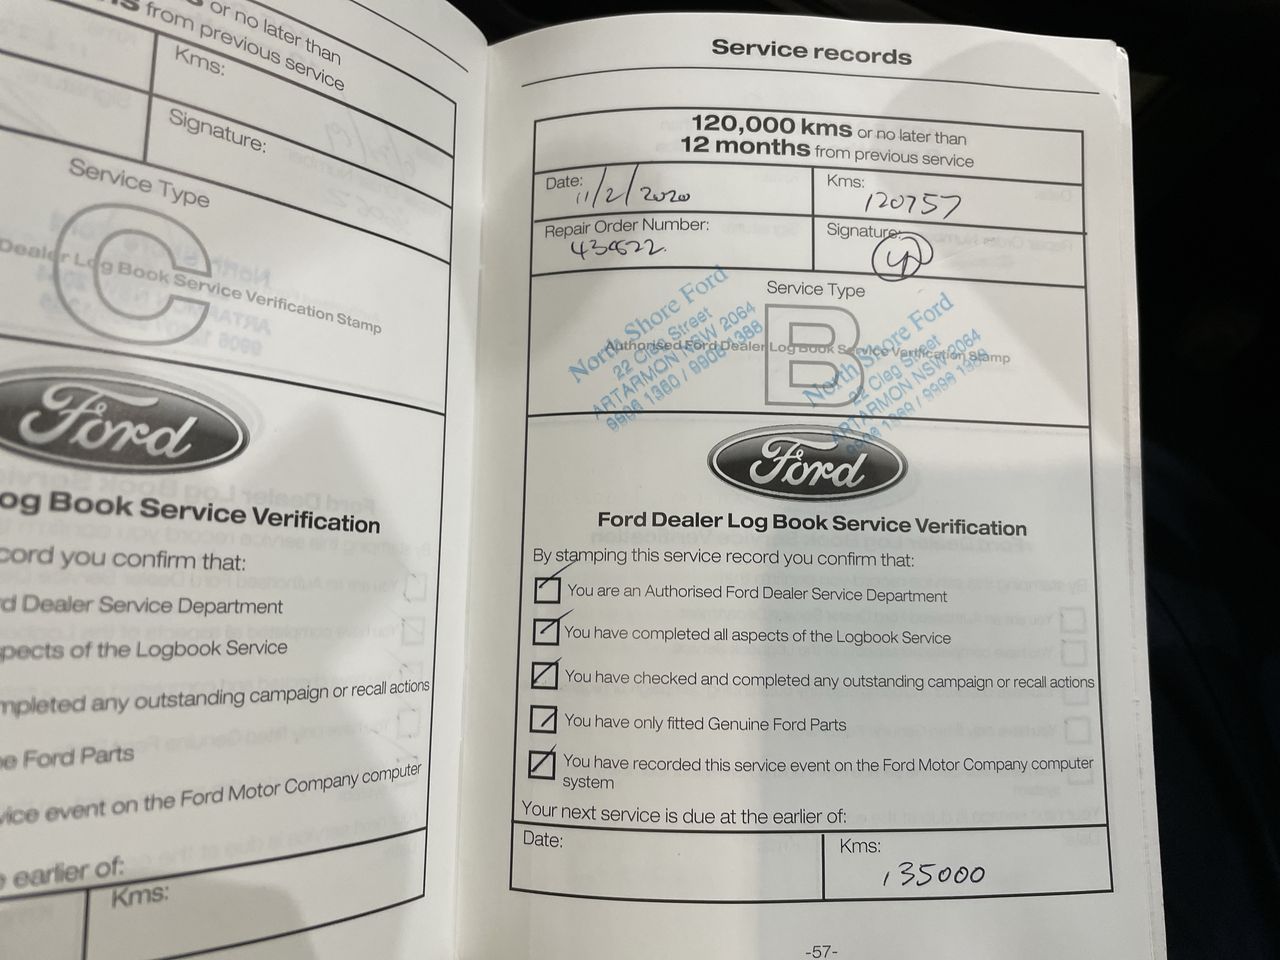 or no later than
from previous service
Kms:
Signature:
Service Type
C
Dealer Log Book Service Verification Stamp
Ford
og Book Service Verification
cord you confirm that:
rd Dealer Service Department
pects of the Logbook Service
mpleted any outstanding campaign or recall actions
e Ford Parts
vice event on the Ford Motor Company computer
e earlier of:
Kms:
Service records
120,000 kms or no later than
12 months from previous service
Date: 11/2/2020
Kms: 120757
Repair Order Number:
Signature:
Service Type
B
Authorised Ford Dealer Log Book Service Verification Stamp
North Shore Ford
22 Cleg Street
ARTARMON NSW 2064
North Shore Ford
22 Cleg Street
ARTARMON NSW 2064
Ford
Ford Dealer Log Book Service Verification
By stamping this service record you confirm that:
You are an Authorised Ford Dealer Service Department
You have completed all aspects of the Logbook Service
You have checked and completed any outstanding campaign or recall actions
You have only fitted Genuine Ford Parts
You have recorded this service event on the Ford Motor Company computer
system
Your next service is due at the earlier of:
Date:
Kms:
135000
-57-